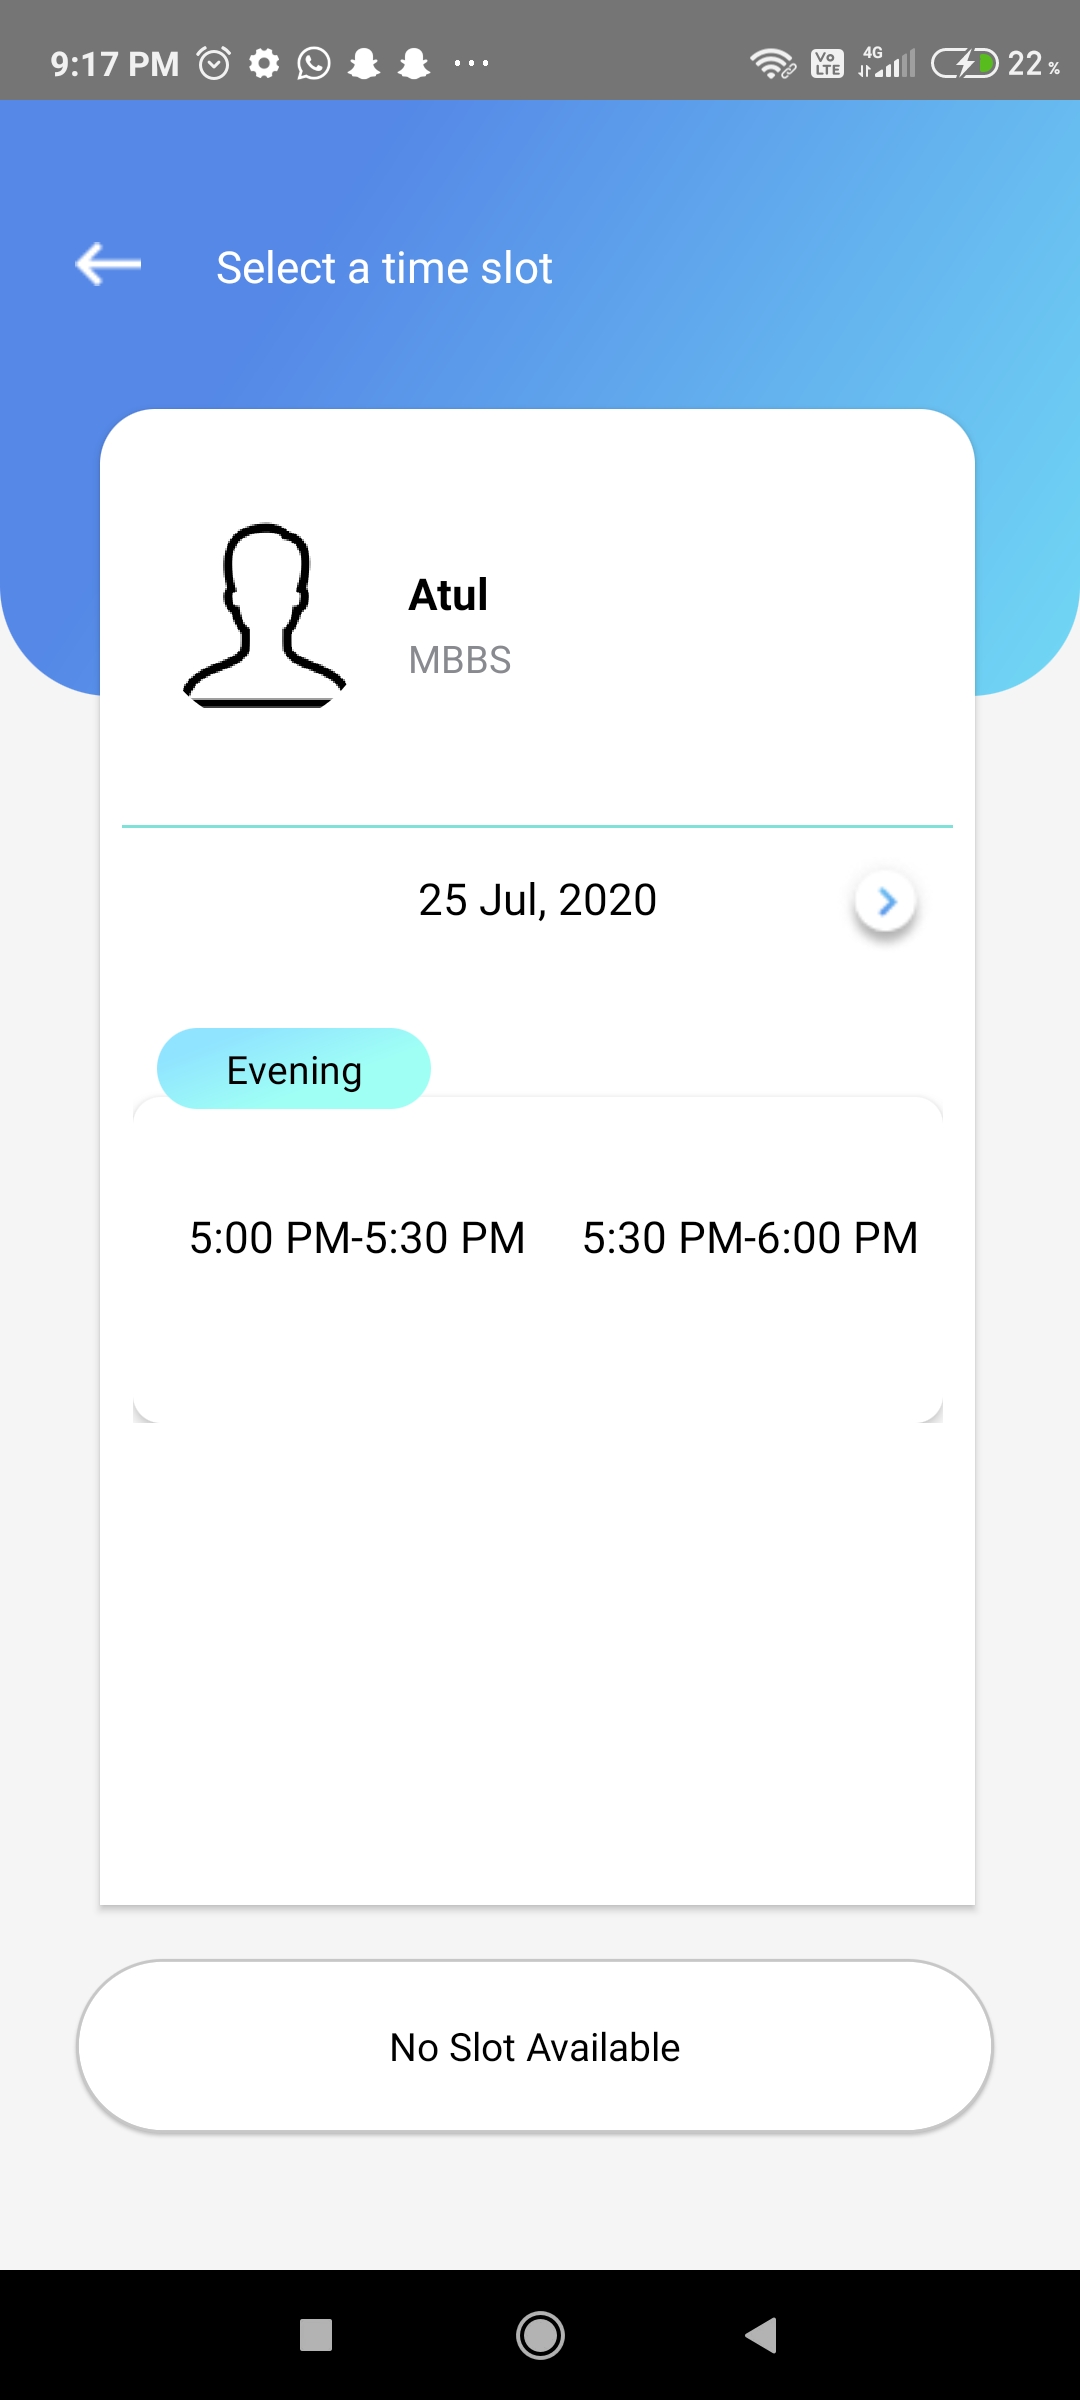 9:17 PM
Vo LTE 4G 22 %
Select a time slot
Atul
MBBS
25 Jul, 2020
Evening
5:00 PM-5:30 PM 5:30 PM-6:00 PM
No Slot Available